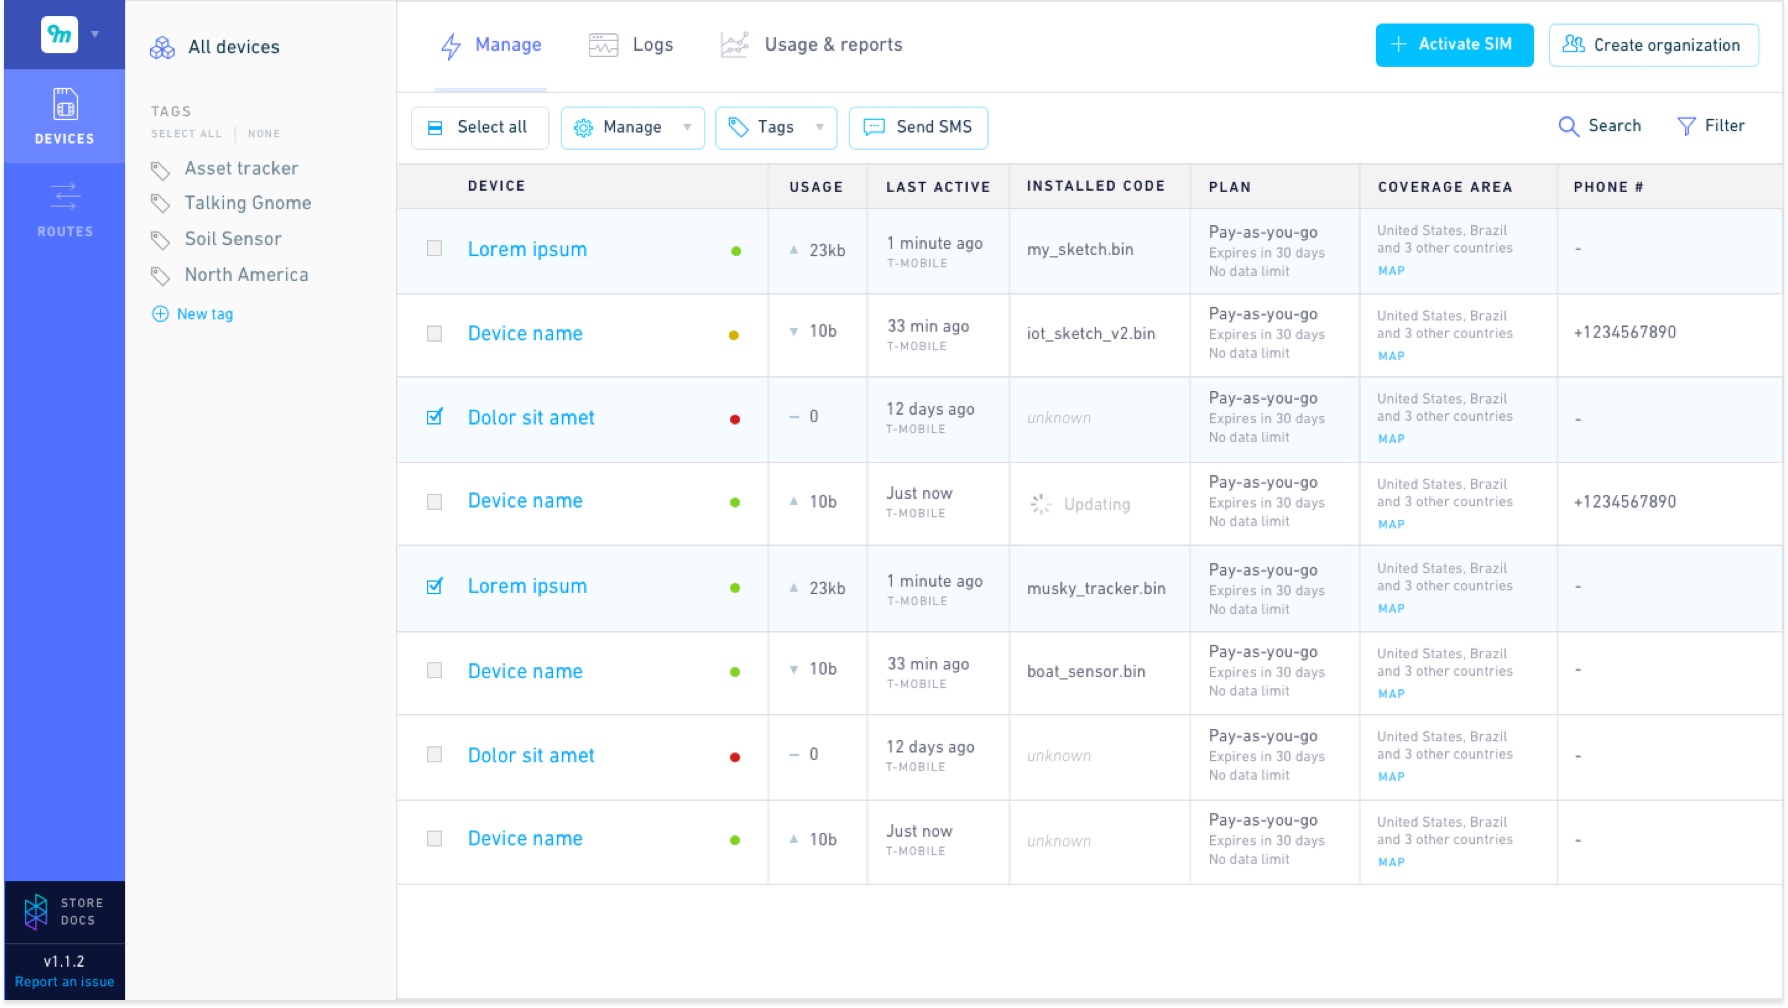 9m
DEVICES
ROUTES
STORE
DOCS
v1.1.2
Report an issue
All devices
TAGS
SELECT ALL | NONE
Asset tracker
Talking Gnome
Soil Sensor
North America
New tag
Manage Logs Usage & reports
Activate SIM Create organization
Select all Manage Tags Send SMS Search Filter
DEVICE USAGE LAST ACTIVE INSTALLED CODE PLAN COVERAGE AREA PHONE #
Lorem ipsum
23kb
1 minute ago
T-MOBILE
my_sketch.bin
Pay-as-you-go
Expires in 30 days
No data limit
United States, Brazil
and 3 other countries
MAP
-
Device name
10b
33 min ago
T-MOBILE
iot_sketch_v2.bin
Pay-as-you-go
Expires in 30 days
No data limit
United States, Brazil
and 3 other countries
MAP
+1234567890
Dolor sit amet
– 0
12 days ago
T-MOBILE
unknown
Pay-as-you-go
Expires in 30 days
No data limit
United States, Brazil
and 3 other countries
MAP
-
Device name
10b
Just now
T-MOBILE
Updating
Pay-as-you-go
Expires in 30 days
No data limit
United States, Brazil
and 3 other countries
MAP
+1234567890
Lorem ipsum
23kb
1 minute ago
T-MOBILE
musky_tracker.bin
Pay-as-you-go
Expires in 30 days
No data limit
United States, Brazil
and 3 other countries
MAP
-
Device name
10b
33 min ago
T-MOBILE
boat_sensor.bin
Pay-as-you-go
Expires in 30 days
No data limit
United States, Brazil
and 3 other countries
MAP
-
Dolor sit amet
– 0
12 days ago
T-MOBILE
unknown
Pay-as-you-go
Expires in 30 days
No data limit
United States, Brazil
and 3 other countries
MAP
-
Device name
10b
Just now
T-MOBILE
unknown
Pay-as-you-go
Expires in 30 days
No data limit
United States, Brazil
and 3 other countries
MAP
-